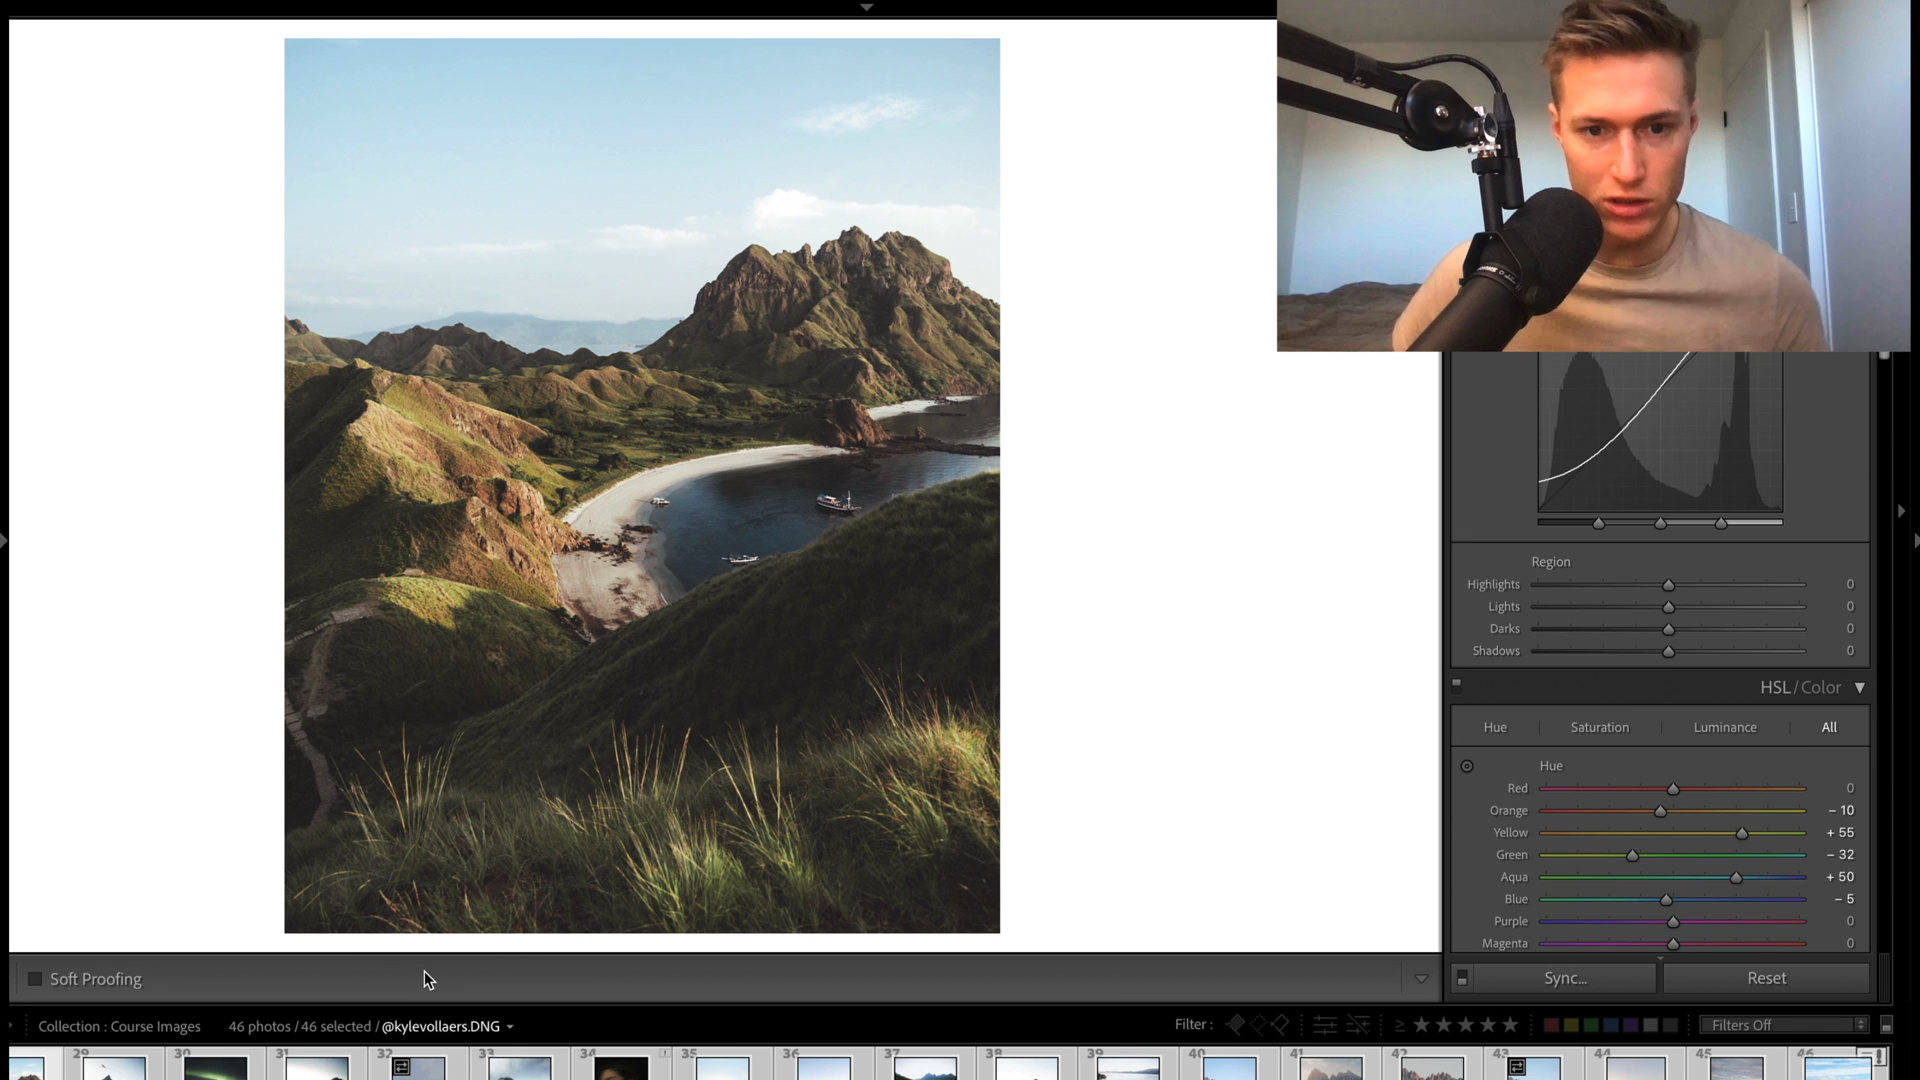 Region
Highlights 0
Lights 0
Darks 0
Shadows 0
HSL / Color
Hue Saturation Luminance All
Hue
Red 0
Orange – 10
Yellow + 55
Green – 32
Aqua + 50
Blue – 5
Purple 0
Magenta 0
Soft Proofing
Sync... Reset
Collection : Course Images 46 photos / 46 selected / @kylevollaers.DNG Filter : ≥ Filters Off
29 30 31 32 33 34 35 36 37 38 39 40 41 42 43 44 45 46